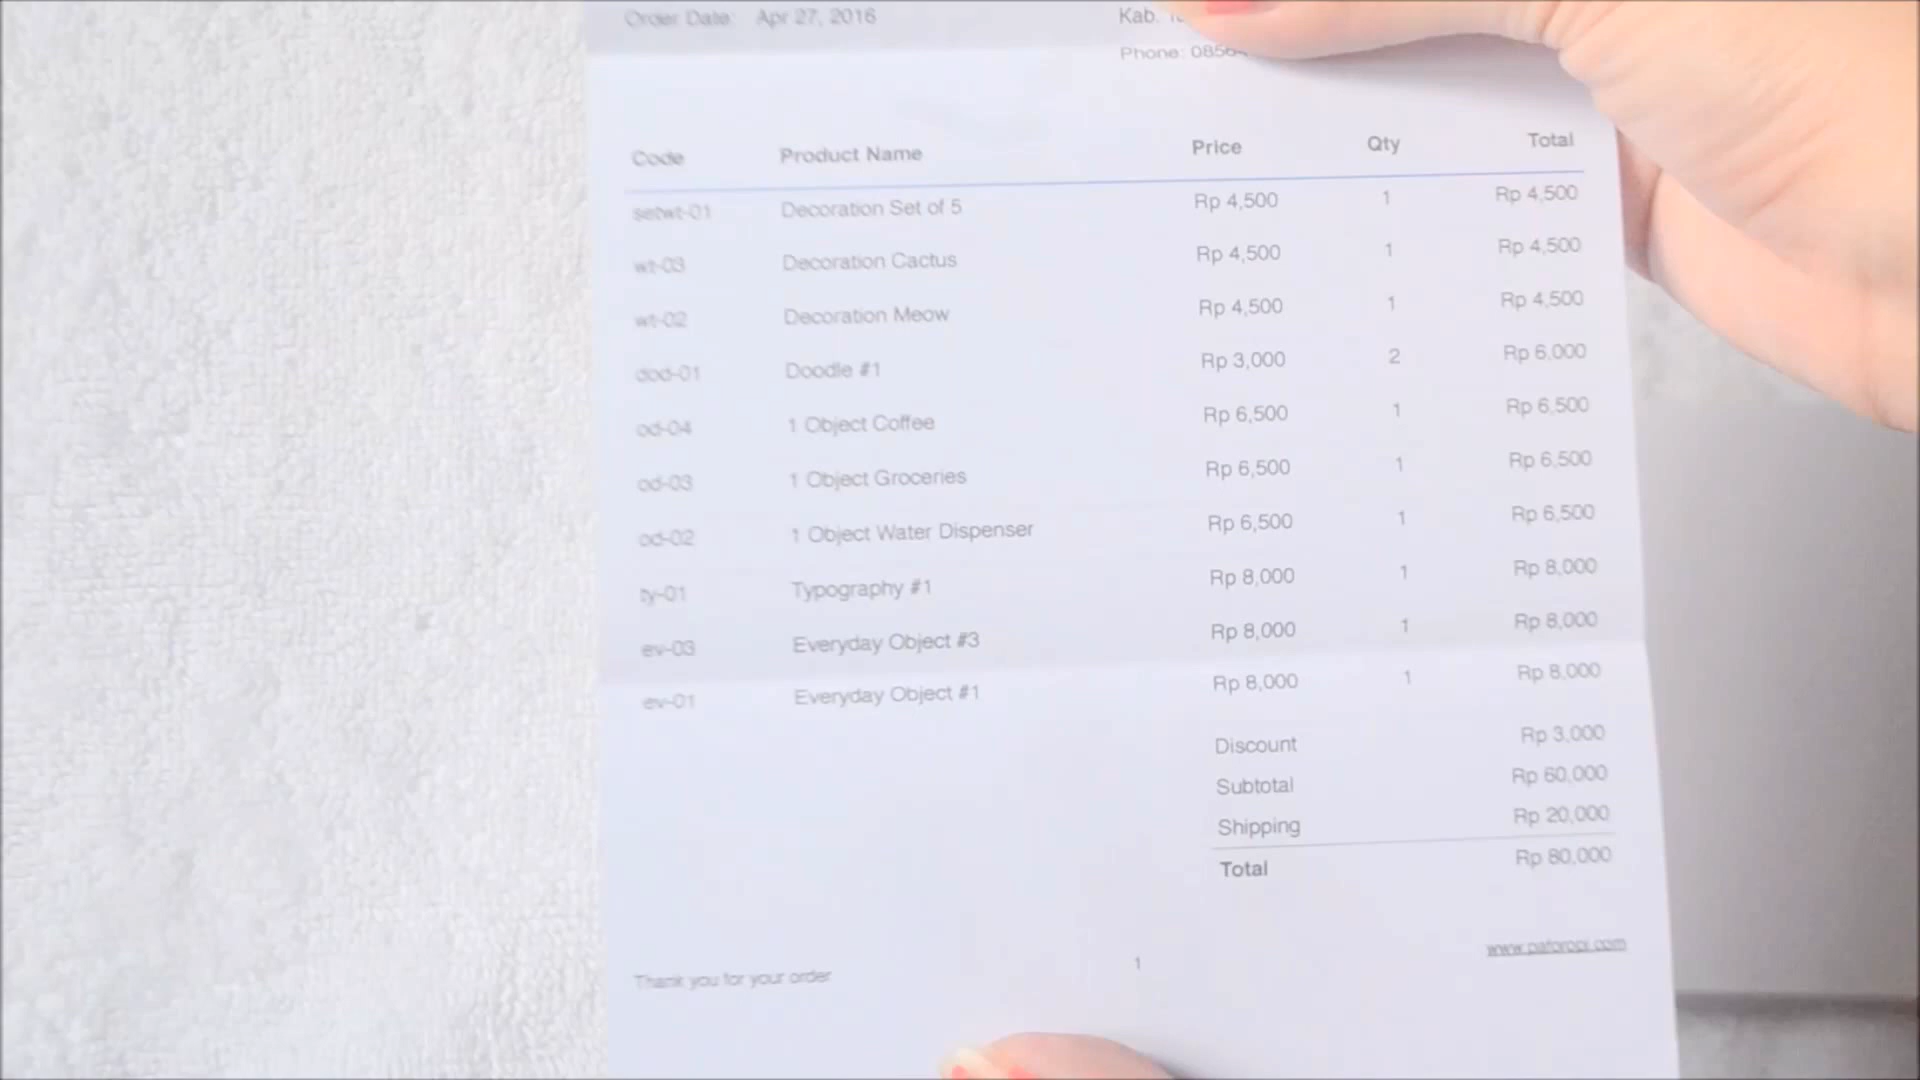 Order Date: Apr 27, 2016
Kab.
Phone: 0856
Code Product Name Price Qty Total
setwt-01 Decoration Set of 5 Rp 4,500 1 Rp 4,500
wt-03 Decoration Cactus Rp 4,500 1 Rp 4,500
wt-02 Decoration Meow Rp 4,500 1 Rp 4,500
dod-01 Doodle #1 Rp 3,000 2 Rp 6,000
od-04 1 Object Coffee Rp 6,500 1 Rp 6,500
od-03 1 Object Groceries Rp 6,500 1 Rp 6,500
od-02 1 Object Water Dispenser Rp 6,500 1 Rp 6,500
ty-01 Typography #1 Rp 8,000 1 Rp 8,000
ev-03 Everyday Object #3 Rp 8,000 1 Rp 8,000
ev-01 Everyday Object #1 Rp 8,000 1 Rp 8,000
Discount Rp 3,000
Subtotal Rp 60,000
Shipping Rp 20,000
Total Rp 80,000
Thank you for your order 1